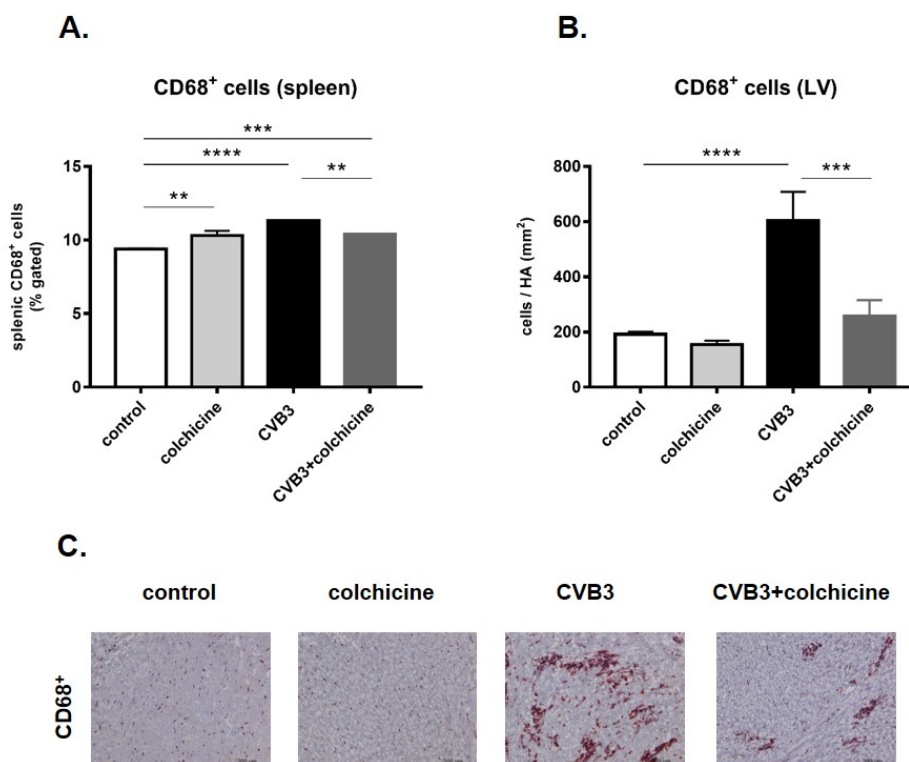 A.
CD68⁺ cells (spleen)
***
****
**
**
splenic CD68⁺ cells
(% gated)
15
10
5
0
control
colchicine
CVB3
CVB3+colchicine
B.
CD68⁺ cells (LV)
****
***
cells / HA (mm²)
800
600
400
200
0
control
colchicine
CVB3
CVB3+colchicine
C.
control colchicine CVB3 CVB3+colchicine
CD68⁺